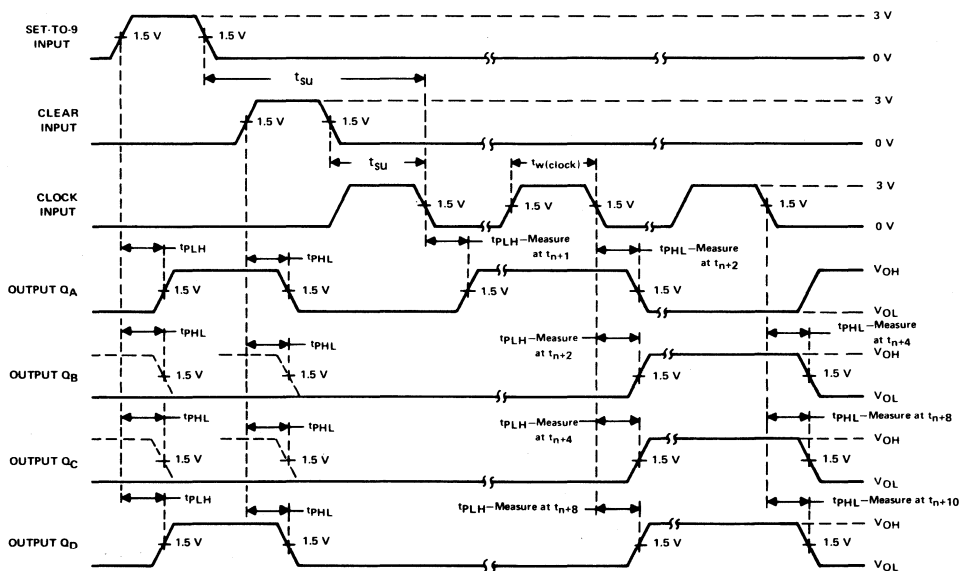 SET-TO-9
INPUT
1.5 V
1.5 V
3 V
0 V
tsu
CLEAR
INPUT
1.5 V
1.5 V
3 V
0 V
tsu
tw(clock)
CLOCK
INPUT
1.5 V
1.5 V
1.5 V
1.5 V
3 V
0 V
tPLH
tPHL
tPLH–Measure
at tn+1
tPHL–Measure
at tn+2
OUTPUT QA
1.5 V
1.5 V
1.5 V
1.5 V
VOH
VOL
tPHL
tPHL
tPLH–Measure
at tn+2
tPHL–Measure
at tn+4
OUTPUT QB
1.5 V
1.5 V
1.5 V
1.5 V
VOH
VOL
tPHL
tPHL
tPLH–Measure
at tn+4
tPHL–Measure at tn+8
OUTPUT QC
1.5 V
1.5 V
1.5 V
1.5 V
VOH
VOL
tPLH
tPHL
tPLH–Measure at tn+8
tPHL–Measure at tn+10
OUTPUT QD
1.5 V
1.5 V
1.5 V
1.5 V
VOH
VOL